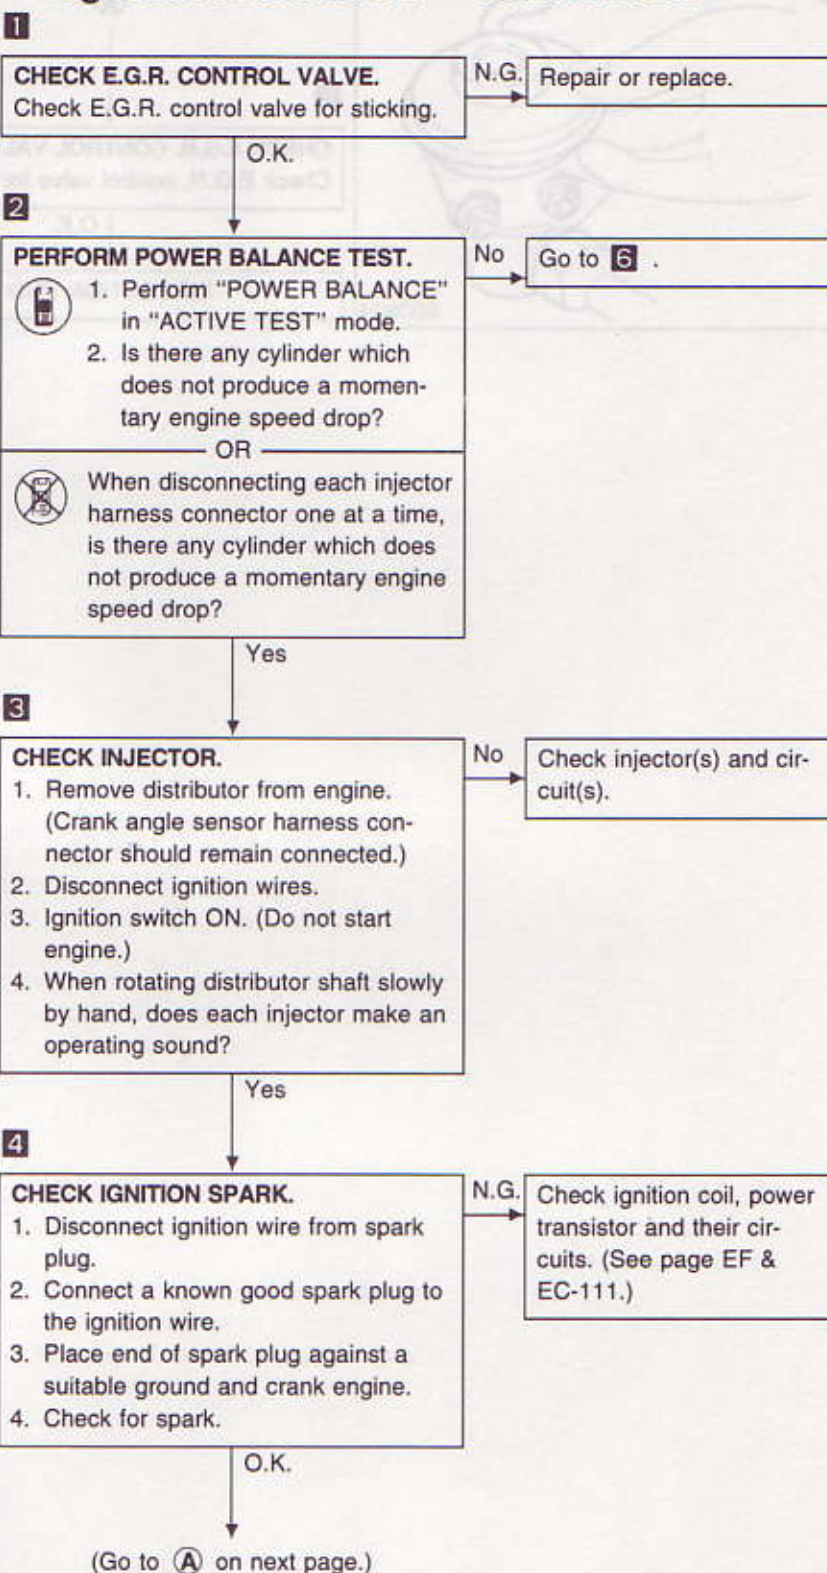 1
CHECK E.G.R. CONTROL VALVE.
Check E.G.R. control valve for sticking.
N.G.
Repair or replace.
O.K.
2
PERFORM POWER BALANCE TEST.
1. Perform "POWER BALANCE"
in "ACTIVE TEST" mode.
2. Is there any cylinder which
does not produce a momen-
tary engine speed drop?
OR
When disconnecting each injector
harness connector one at a time,
is there any cylinder which does
not produce a momentary engine
speed drop?
No
Go to 6 .
Yes
3
CHECK INJECTOR.
1. Remove distributor from engine.
(Crank angle sensor harness con-
nector should remain connected.)
2. Disconnect ignition wires.
3. Ignition switch ON. (Do not start
engine.)
4. When rotating distributor shaft slowly
by hand, does each injector make an
operating sound?
No
Check injector(s) and cir-
cuit(s).
Yes
4
CHECK IGNITION SPARK.
1. Disconnect ignition wire from spark
plug.
2. Connect a known good spark plug to
the ignition wire.
3. Place end of spark plug against a
suitable ground and crank engine.
4. Check for spark.
N.G.
Check ignition coil, power
transistor and their cir-
cuits. (See page EF &
EC-111.)
O.K.
(Go to A on next page.)